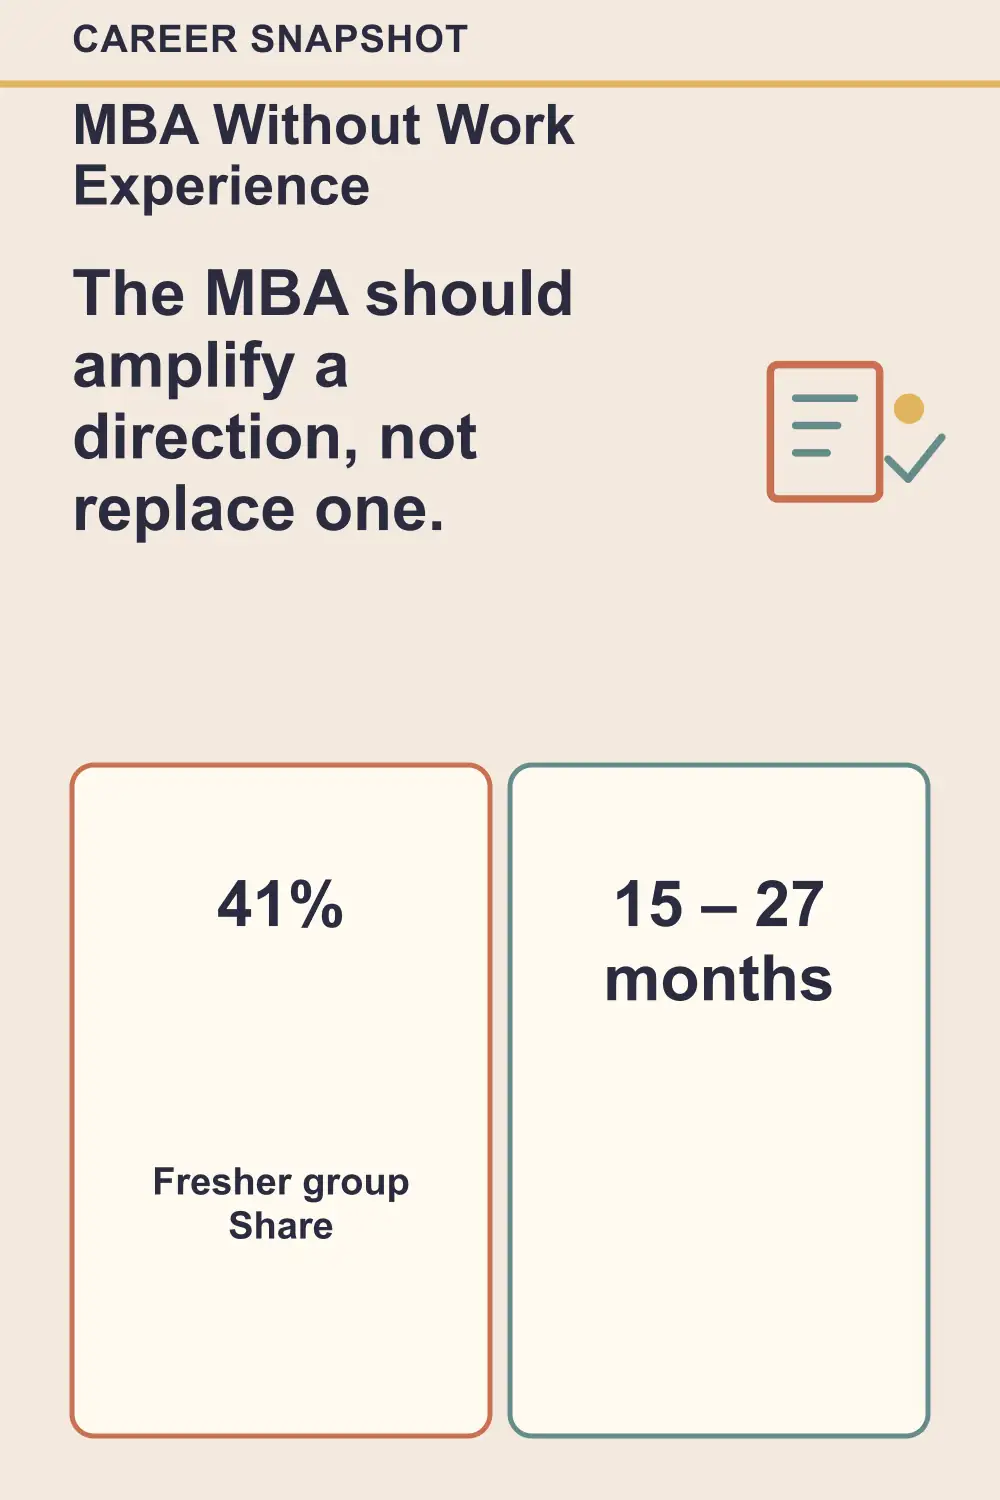 CAREER SNAPSHOT
MBA Without Work
Experience
The MBA should
amplify a
direction, not
replace one.
41%
Fresher group
Share
15 – 27
months